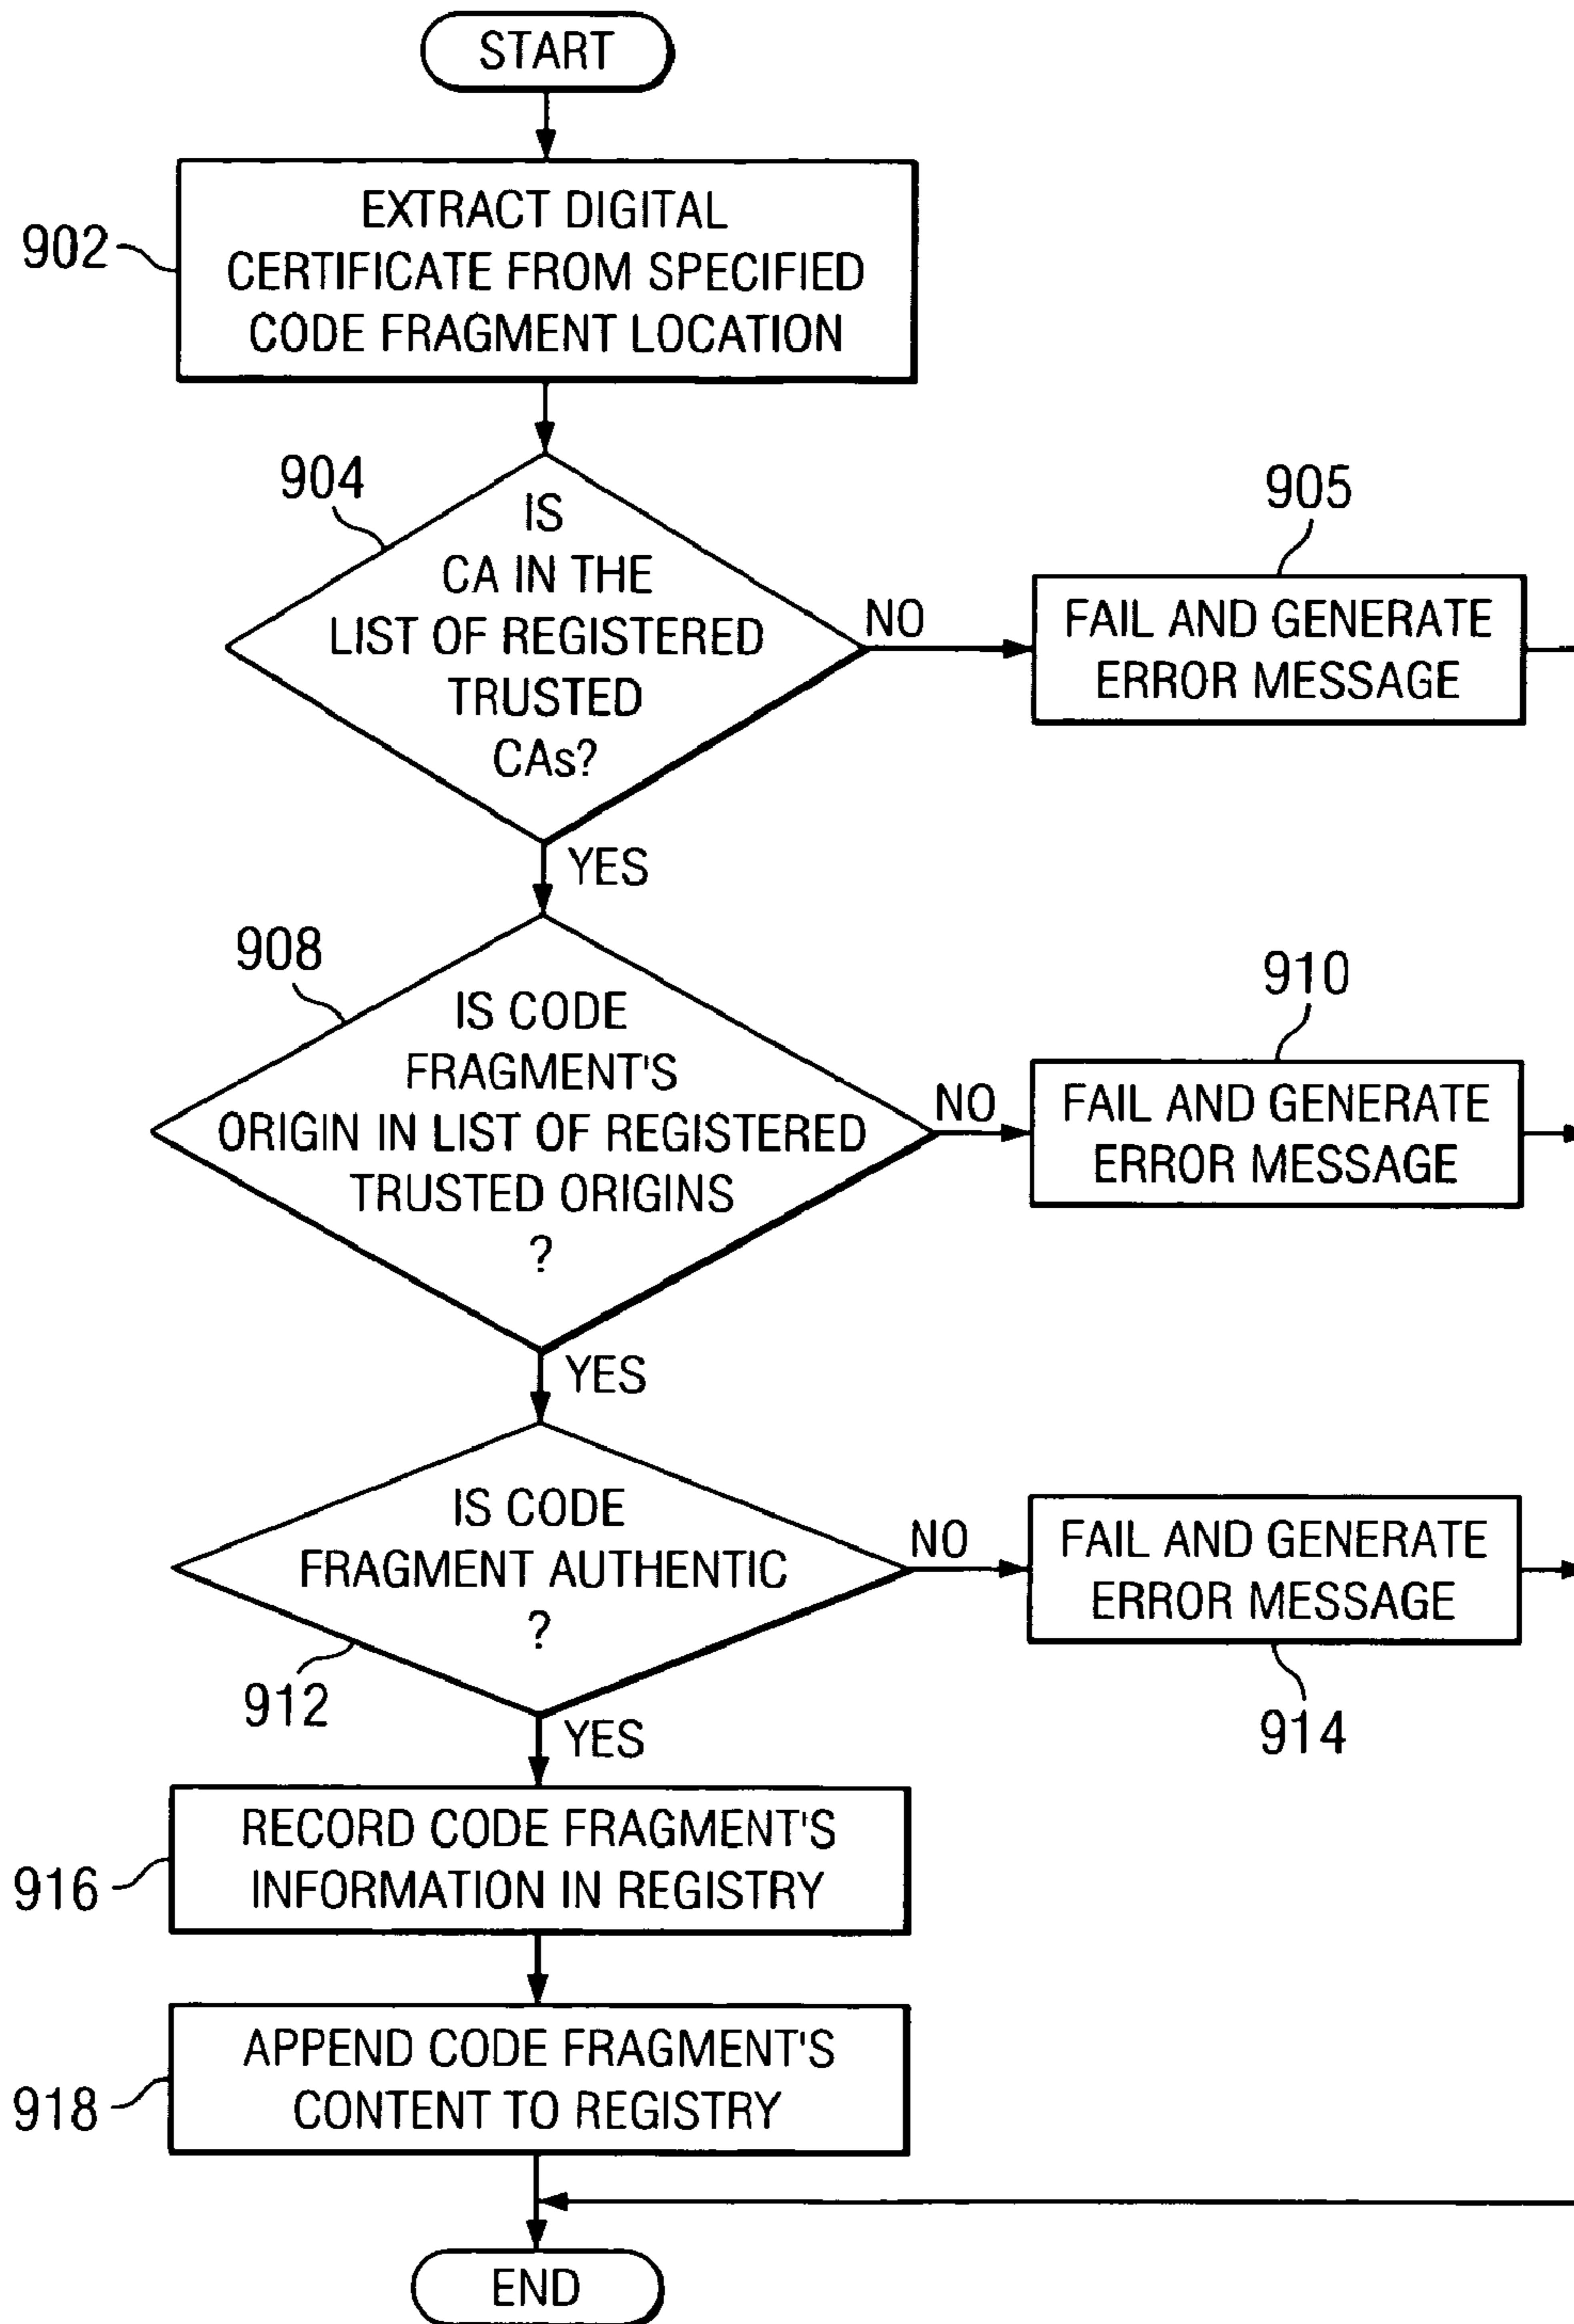 START
902
EXTRACT DIGITAL
CERTIFICATE FROM SPECIFIED
CODE FRAGMENT LOCATION
904
IS
CA IN THE
LIST OF REGISTERED
TRUSTED
CAs?
NO
905
FAIL AND GENERATE
ERROR MESSAGE
YES
908
IS CODE
FRAGMENT'S
ORIGIN IN LIST OF REGISTERED
TRUSTED ORIGINS
?
NO
910
FAIL AND GENERATE
ERROR MESSAGE
YES
IS CODE
FRAGMENT AUTHENTIC
?
912
NO
FAIL AND GENERATE
ERROR MESSAGE
914
YES
916
RECORD CODE FRAGMENT'S
INFORMATION IN REGISTRY
918
APPEND CODE FRAGMENT'S
CONTENT TO REGISTRY
END